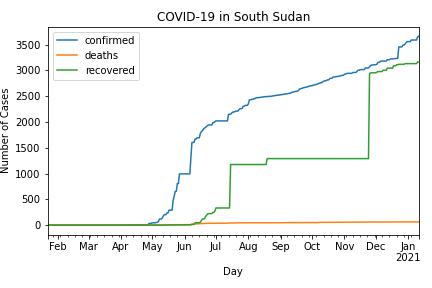 COVID-19 in South Sudan
confirmed
deaths
recovered
Number of Cases
3500
3000
2500
2000
1500
1000
500
0
Feb Mar Apr May Jun Jul Aug Sep Oct Nov Dec Jan
2021
Day